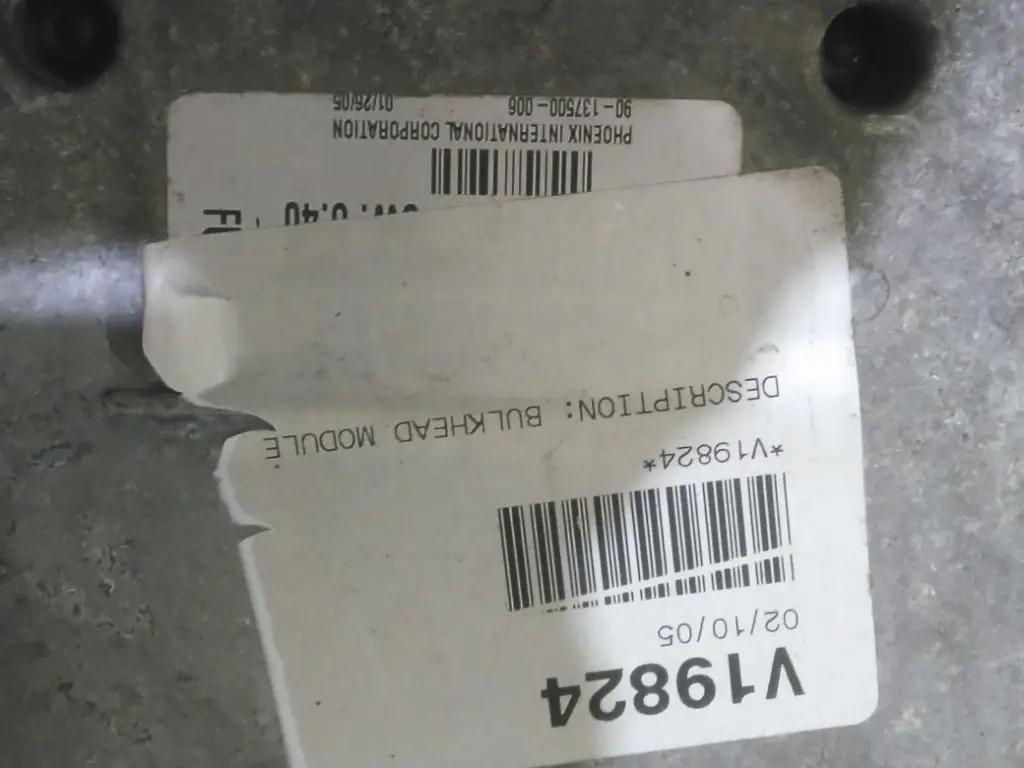 V19824
02/10/05
*V19824*
DESCRIPTION: BULKHEAD MODULE
PHOENIX INTERNATIONAL CORPORATION
90-137500-006 01/26/05